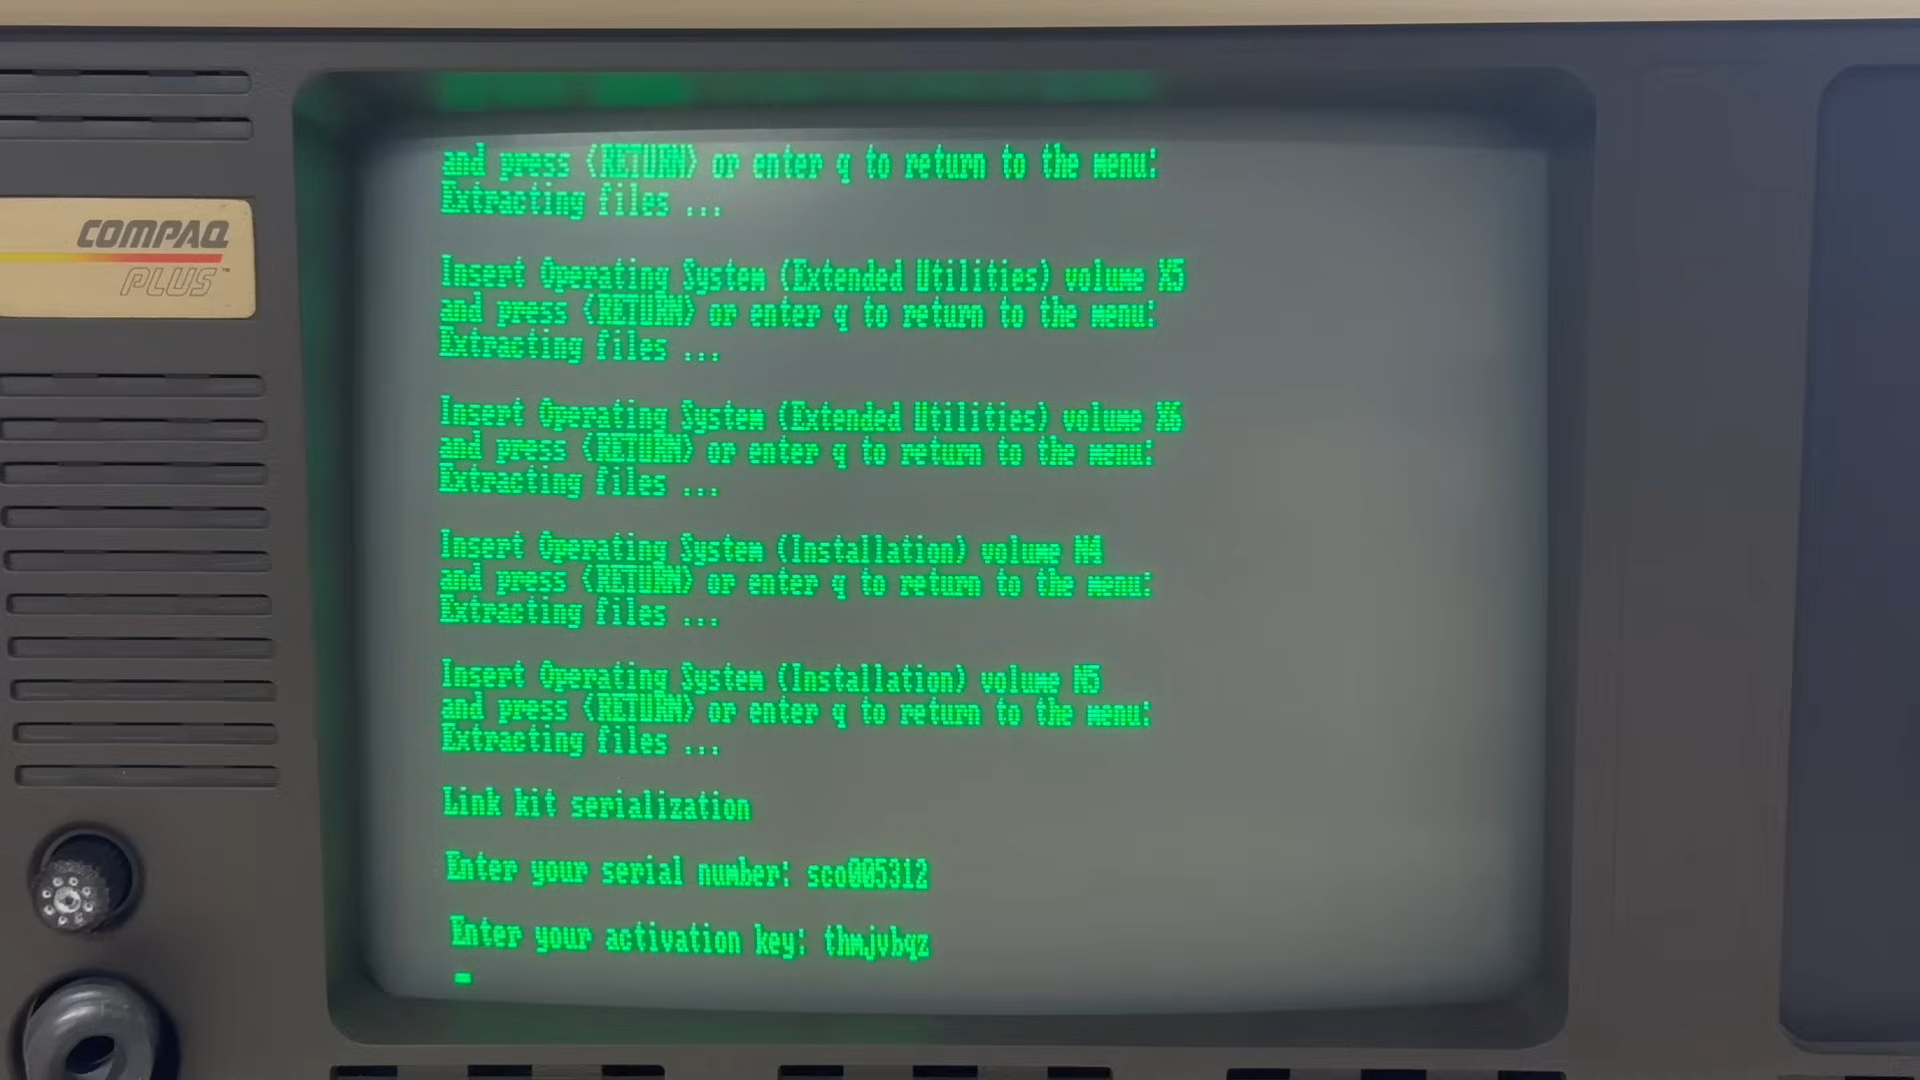 COMPAQ
PLUS™
and press <RETURN> or enter q to return to the menu:
Extracting files ...
Insert Operating System (Extended Utilities) volume X5
and press <RETURN> or enter q to return to the menu:
Extracting files ...
Insert Operating System (Extended Utilities) volume X6
and press <RETURN> or enter q to return to the menu:
Extracting files ...
Insert Operating System (Installation) volume N4
and press <RETURN> or enter q to return to the menu:
Extracting files ...
Insert Operating System (Installation) volume N5
and press <RETURN> or enter q to return to the menu:
Extracting files ...
Link kit serialization
Enter your serial number: sco005312
Enter your activation key: thmjvbqz